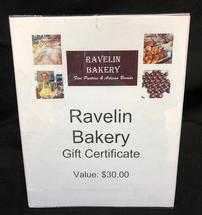 RAVELIN
BAKERY
Fine Pastries & Artisan Breads
Ravelin
Bakery
Gift Certificate
Value: $30.00